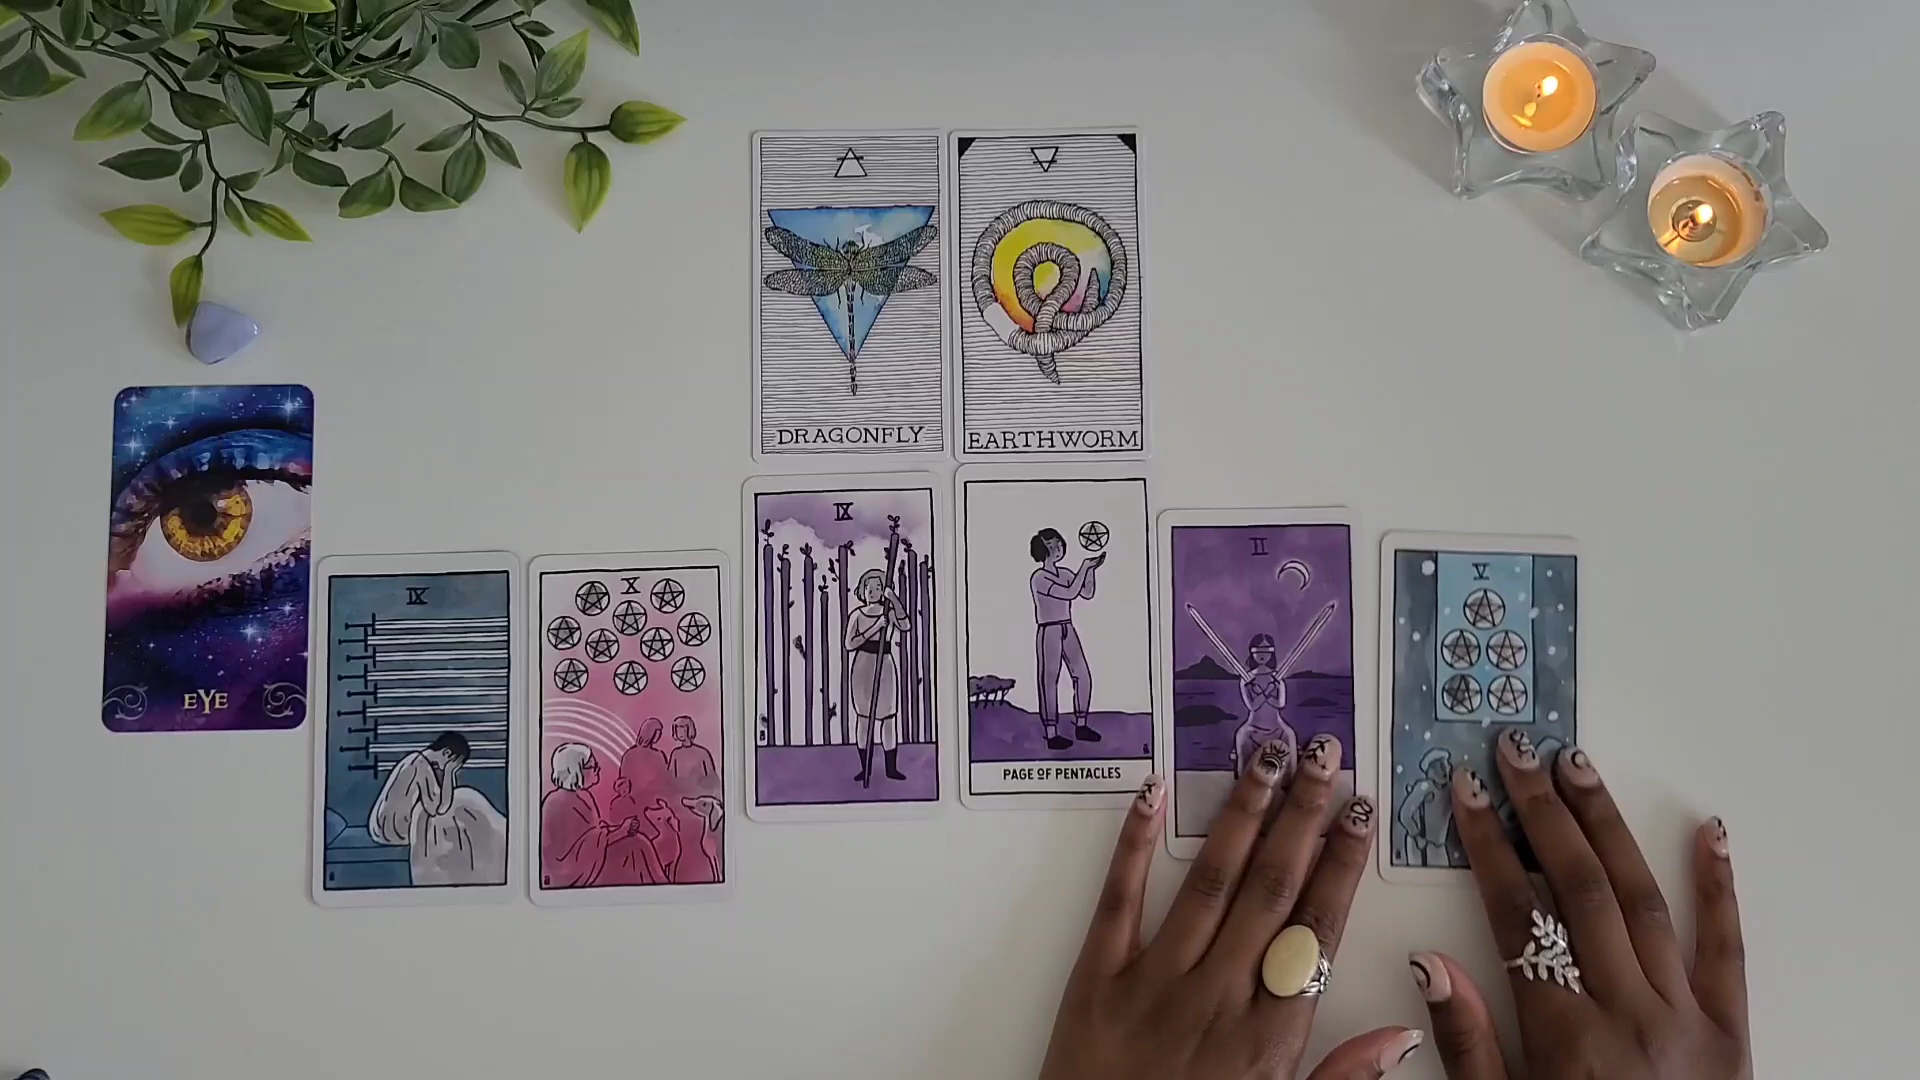 DRAGONFLY
EARTHWORM
EYE
IX
X
IX
PAGE OF PENTACLES
II
V